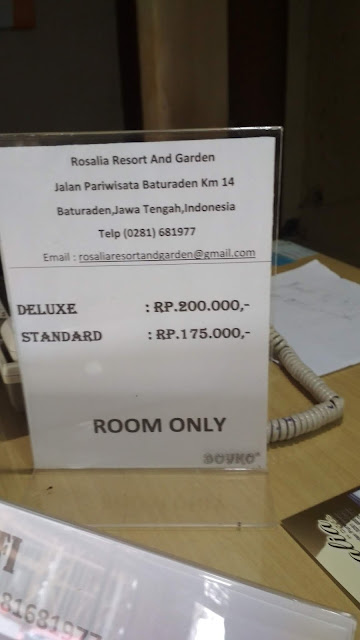 Rosalia Resort And Garden
Jalan Pariwisata Baturaden Km 14
Baturaden,Jawa Tengah,Indonesia
Telp (0281) 681977
Email : rosaliaresortandgarden@gmail.com
DELUXE : RP.200.000,-
STANDARD : RP.175.000,-
ROOM ONLY
81681977